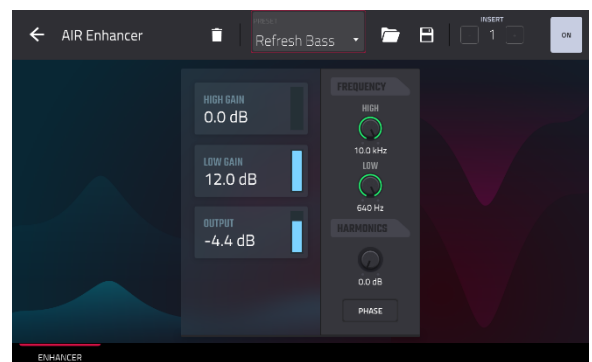 AIR Enhancer
PRESET
Refresh Bass
INSERT
1
ON
HIGH GAIN
0.0 dB
LOW GAIN
12.0 dB
OUTPUT
-4.4 dB
FREQUENCY
HIGH
10.0 kHz
LOW
640 Hz
HARMONICS
0.0 dB
PHASE
ENHANCER